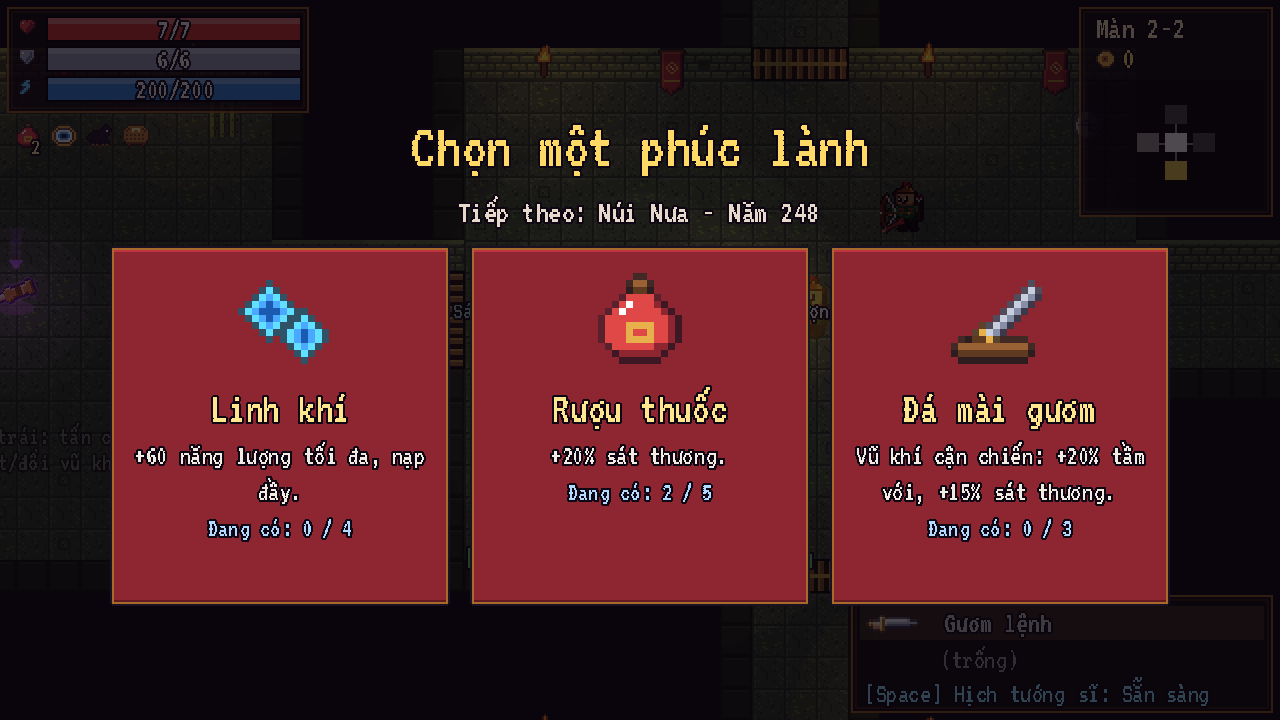 7/7
6/6
200/200
2
Màn 2-2
0
Chọn một phúc lành
Tiếp theo: Núi Nưa - Năm 248
Linh khí
+60 năng lượng tối đa, nạp
đầy.
Đang có: 0 / 4
Rượu thuốc
+20% sát thương.
Đang có: 2 / 5
Đá mài gươm
Vũ khí cận chiến: +20% tầm
với, +15% sát thương.
Đang có: 0 / 3
Gươm lệnh
(trống)
[Space] Hịch tướng sĩ: Sẵn sàng